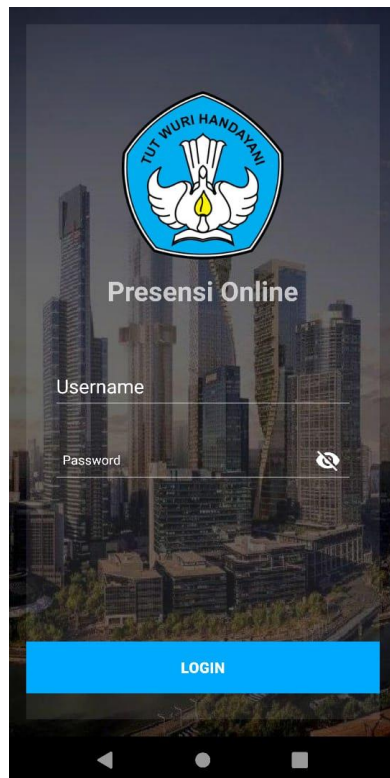 TUT WURI HANDAYANI
Presensi Online
Username
Password
LOGIN